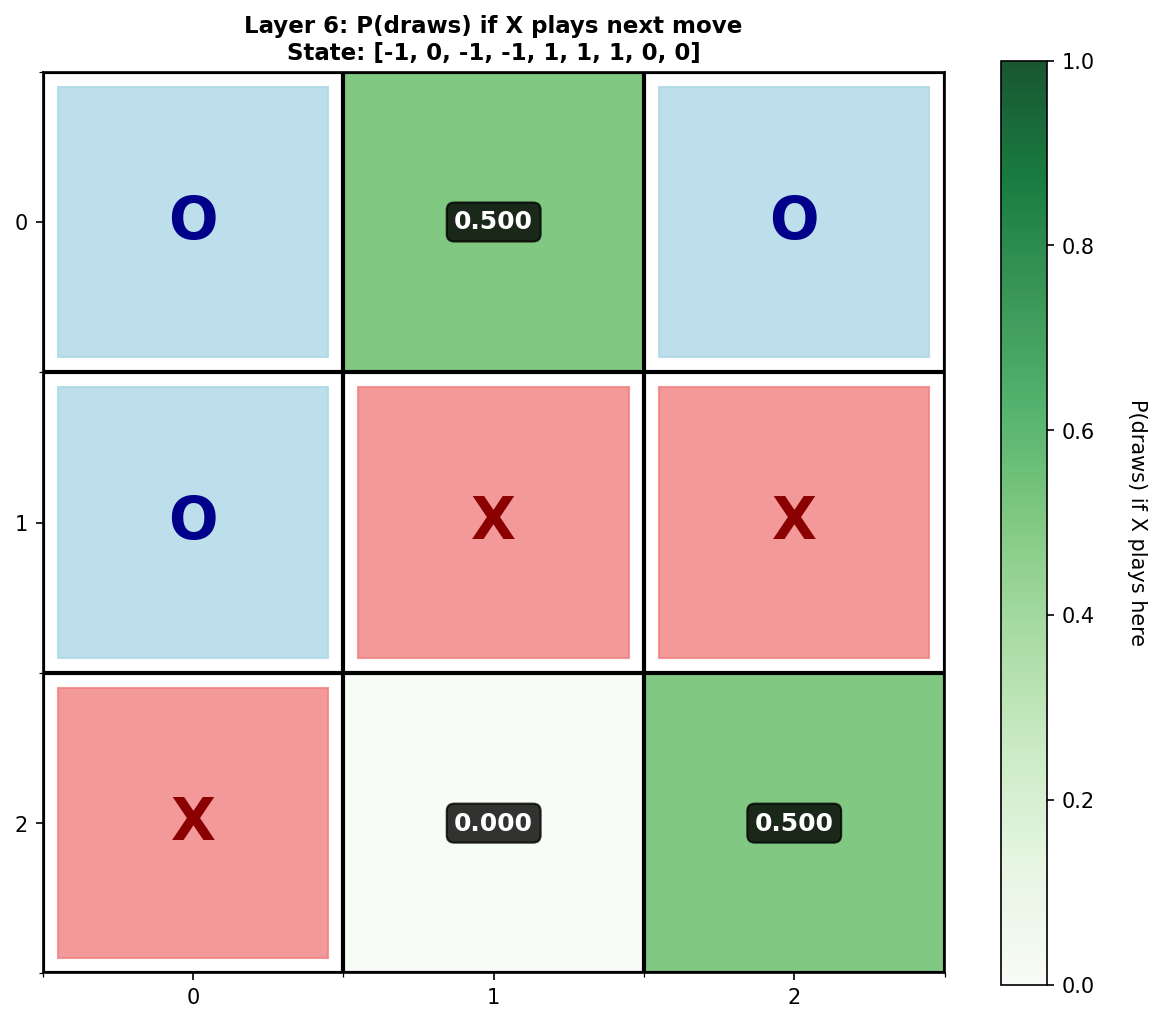 Layer 6: P(draws) if X plays next move
State: [-1, 0, -1, -1, 1, 1, 1, 0, 0]
0
O
0.500
O
1
O
X
X
2
X
0.000
0.500
0
1
2
1.0
0.8
0.6
0.4
0.2
0.0
P(draws) if X plays here